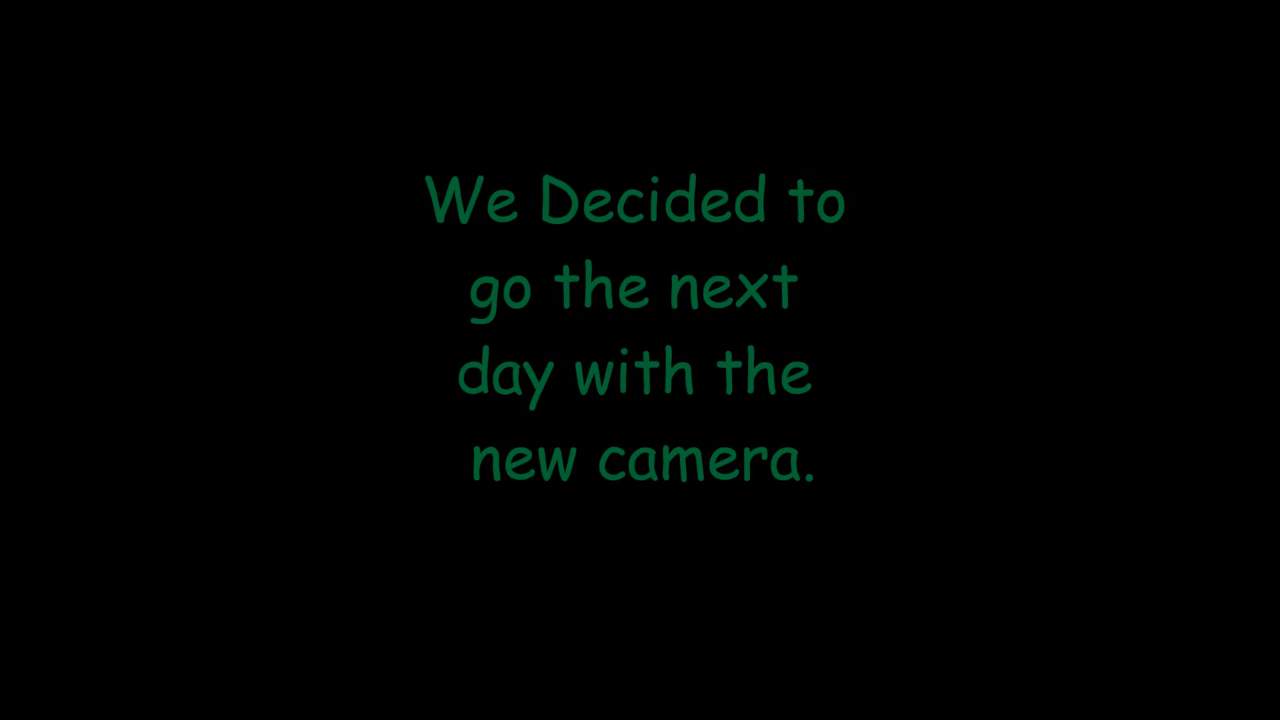 We Decided to
go the next
day with the
new camera.